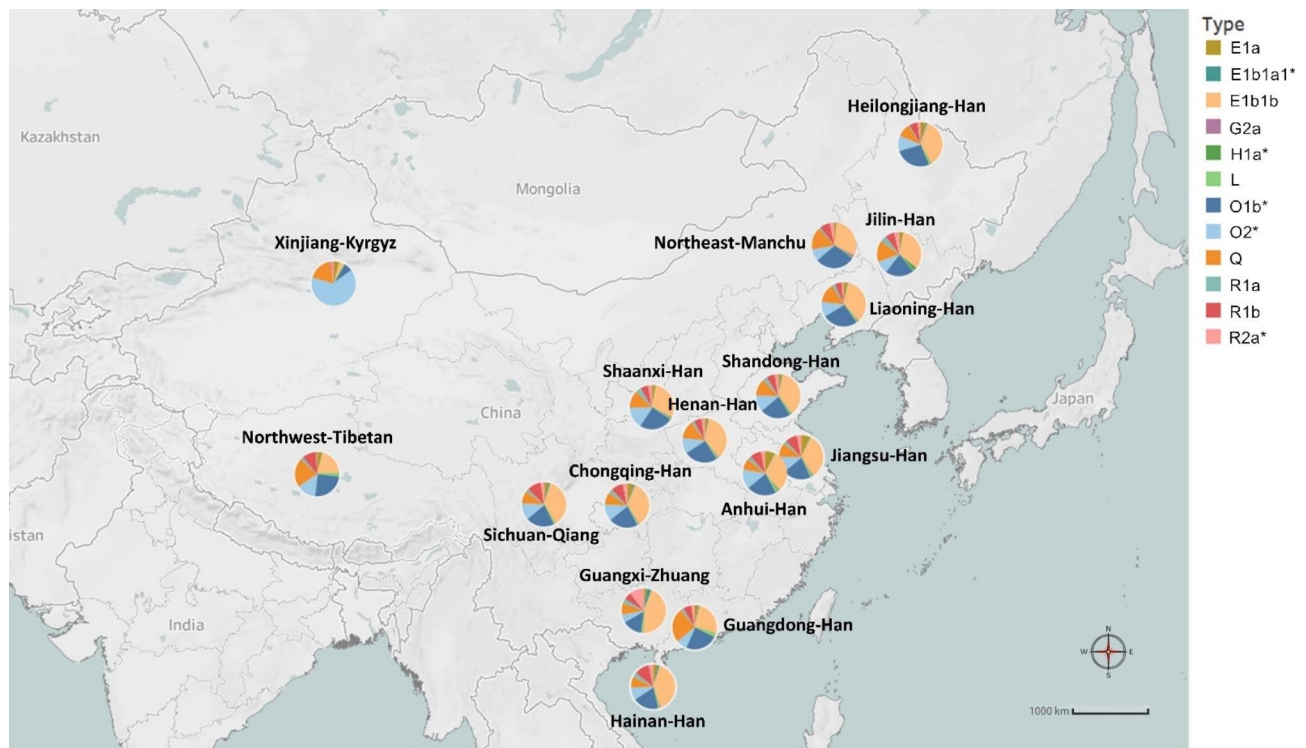 Type
E1a
E1b1a1*
E1b1b
G2a
H1a*
L
O1b*
O2*
Q
R1a
R1b
R2a*
Heilongjiang-Han
Kazakhstan
Mongolia
Jilin-Han
Xinjiang-Kyrgyz
Northeast-Manchu
Liaoning-Han
Shandong-Han
Shaanxi-Han
Henan-Han
Japan
China
Northwest-Tibetan
Chongqing-Han
Jiangsu-Han
Anhui-Han
Sichuan-Qiang
istan
Guangxi-Zhuang
India
Guangdong-Han
N
W
E
S
Hainan-Han
1000 km